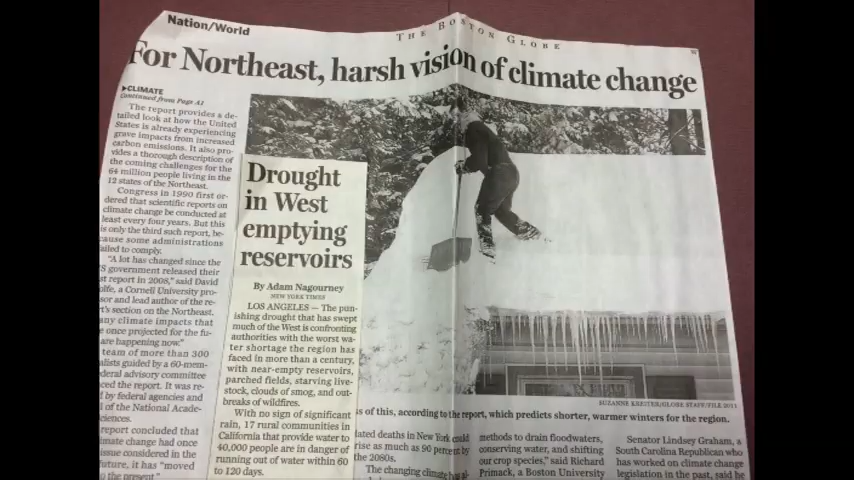 Nation/World
THE BOSTON GLOBE
For Northeast, harsh vision of climate change
▸CLIMATE
Continued from Page A1
The report provides a de-
tailed look at how the United
States is already experiencing
grave impacts from increased
carbon emissions. It also pro-
vides a thorough description of
the coming challenges for the
64 million people living in the
12 states of the Northeast.
Congress in 1990 first or-
dered that scientific reports on
climate change be conducted at
least every four years. But this
is only the third such report, be-
cause some administrations
ailed to comply.
"A lot has changed since the
S government released their
st report in 2008," said David
olfe, a Cornell University pro-
sor and lead author of the re-
t's section on the Northeast.
any climate impacts that
e once projected for the fu-
are happening now."
team of more than 300
alists guided by a 60-mem-
deral advisory committee
ced the report. It was re-
by federal agencies and
l of the National Acade-
ciences.
report concluded that
imate change had once
issue considered in the
uture, it has "moved
o the present"
Drought
in West
emptying
reservoirs
By Adam Nagourney
NEW YORK TIMES
LOS ANGELES — The pun-
ishing drought that has swept
much of the West is confronting
authorities with the worst wa-
ter shortage the region has
faced in more than a century,
with near-empty reservoirs,
parched fields, starving live-
stock, clouds of smog, and out-
breaks of wildfires.
With no sign of significant
rain, 17 rural communities in
California that provide water to
40,000 people are in danger of
running out of water within 60
to 120 days.
SUZANNE KREITER/GLOBE STAFF/FILE 2011
s of this, according to the report, which predicts shorter, warmer winters for the region.
lated deaths in New York could
rise as much as 90 percent by
the 2080s.
The changing climate
methods to drain floodwaters,
conserving water, and shifting
our crop species," said Richard
Primack, a Boston University
Senator Lindsey Graham, a
South Carolina Republican who
has worked on climate change
legislation in the past, said he